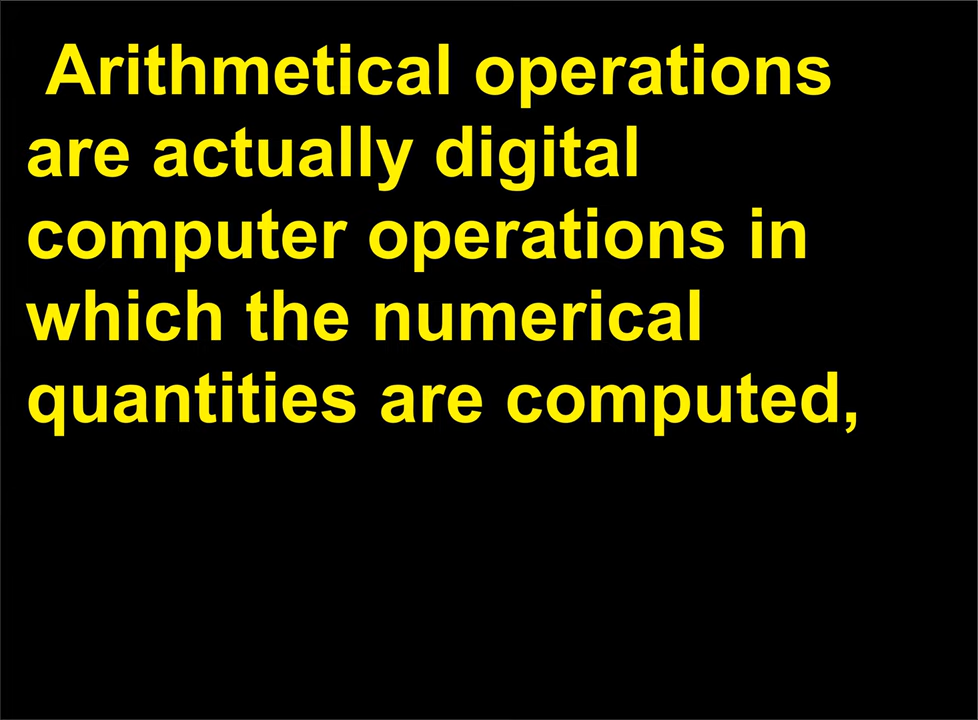 Arithmetical operations
are actually digital
computer operations in
which the numerical
quantities are computed,